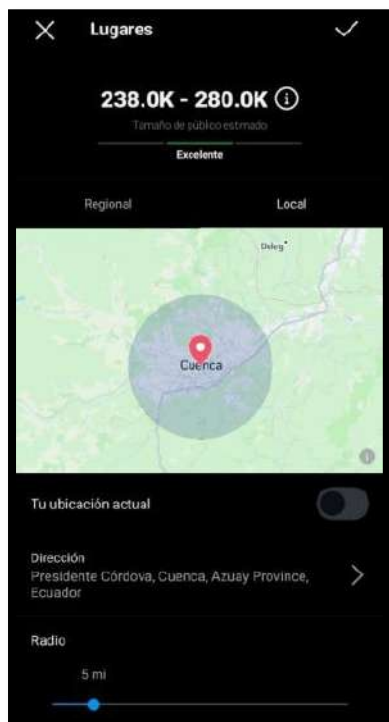 Lugares
238.0K - 280.0K
Tamaño de público estimado
Excelente
Regional Local
Deleg
Cuenca
Tu ubicación actual
Dirección
Presidente Córdova, Cuenca, Azuay Province,
Ecuador
Radio
5 mi